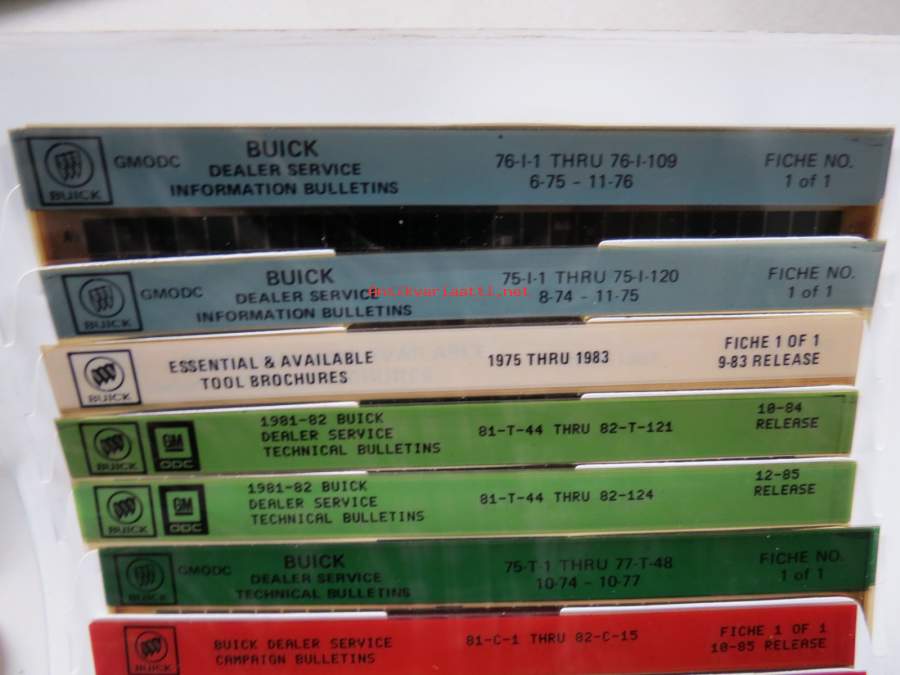 BUICK
GMODC
BUICK
DEALER SERVICE
INFORMATION BULLETINS
76-I-1 THRU 76-I-109
6-75 - 11-76
FICHE NO.
1 of 1
A
BUICK
GMODC
BUICK
DEALER SERVICE
INFORMATION BULLETINS
75-I-1 THRU 75-I-120
8-74 - 11-75
FICHE NO.
1 of 1
antikvariaatti.net
BUICK
ESSENTIAL & AVAILABLE
TOOL BROCHURES
1975 THRU 1983
FICHE 1 OF 1
9-83 RELEASE
BUICK
GM
ODC
1981-82 BUICK
DEALER SERVICE
TECHNICAL BULLETINS
81-T-44 THRU 82-T-121
10-84
RELEASE
BUICK
GM
ODC
1981-82 BUICK
DEALER SERVICE
TECHNICAL BULLETINS
81-T-44 THRU 82-124
12-85
RELEASE
BUICK
GMODC
BUICK
DEALER SERVICE
TECHNICAL BULLETINS
75-T-1 THRU 77-T-48
10-74 - 10-77
FICHE NO.
1 of 1
BUICK
BUICK DEALER SERVICE
CAMPAIGN BULLETINS
81-C-1 THRU 82-C-15
FICHE 1 OF 1
10-85 RELEASE